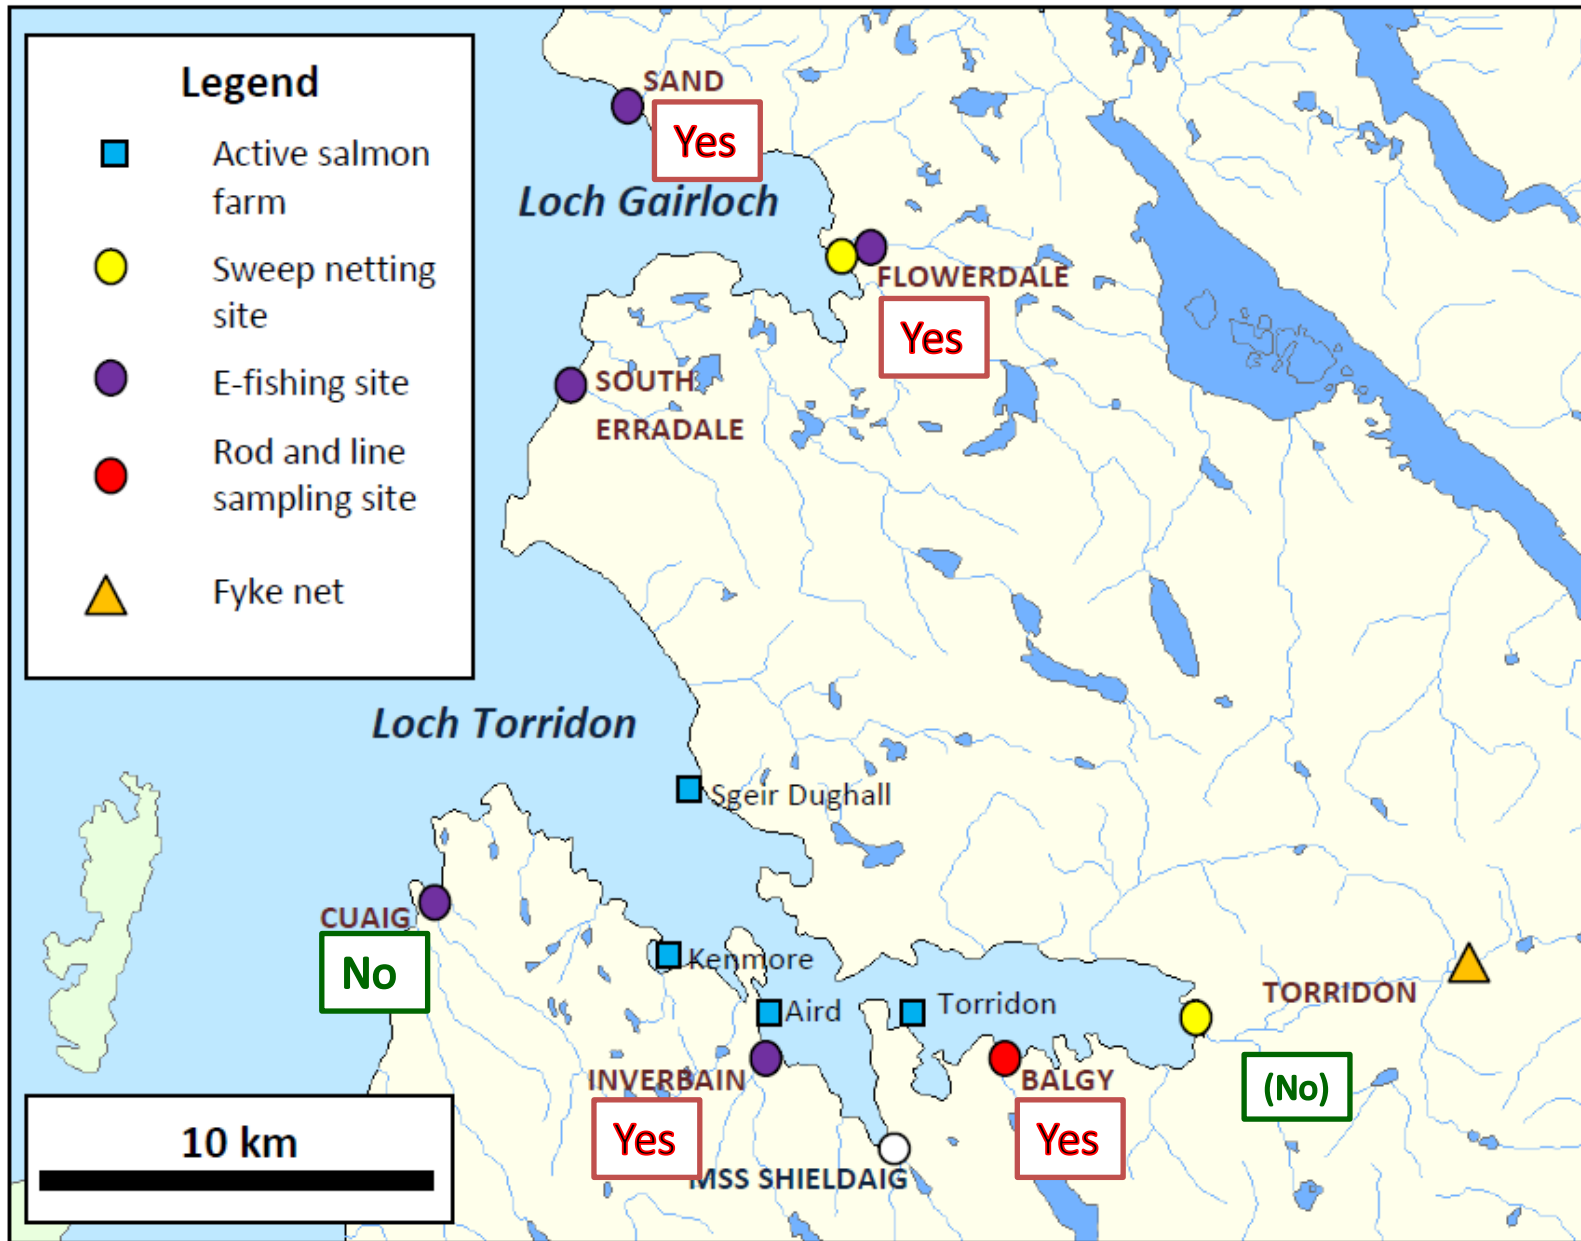 Legend
Active salmon
farm
Sweep netting
site
E-fishing site
Rod and line
sampling site
Fyke net
SAND
Yes
Loch Gairloch
FLOWERDALE
Yes
SOUTH
ERRADALE
Loch Torridon
Sgeir Dughall
CUAIG
No
Kenmore
Aird
Torridon
TORRIDON
INVERBAIN
Yes
BALGY
Yes
(No)
MSS SHIELDAIG
10 km